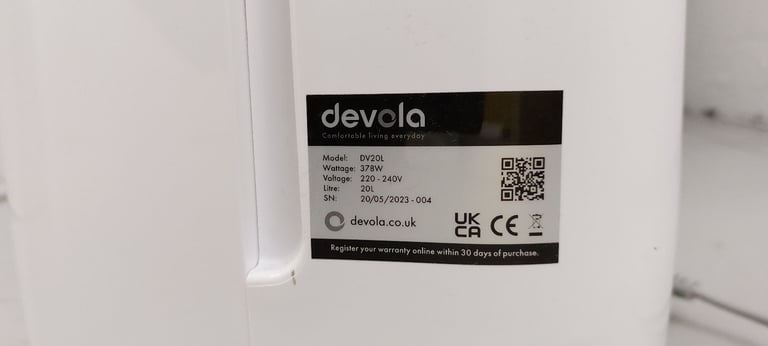 devola
Comfortable living everyday
Model: DV20L
Wattage: 378W
Voltage: 220 - 240V
Litre: 20L
SN: 20/05/2023 - 004
devola.co.uk
UK
CA
CE
Register your warranty online within 30 days of purchase.